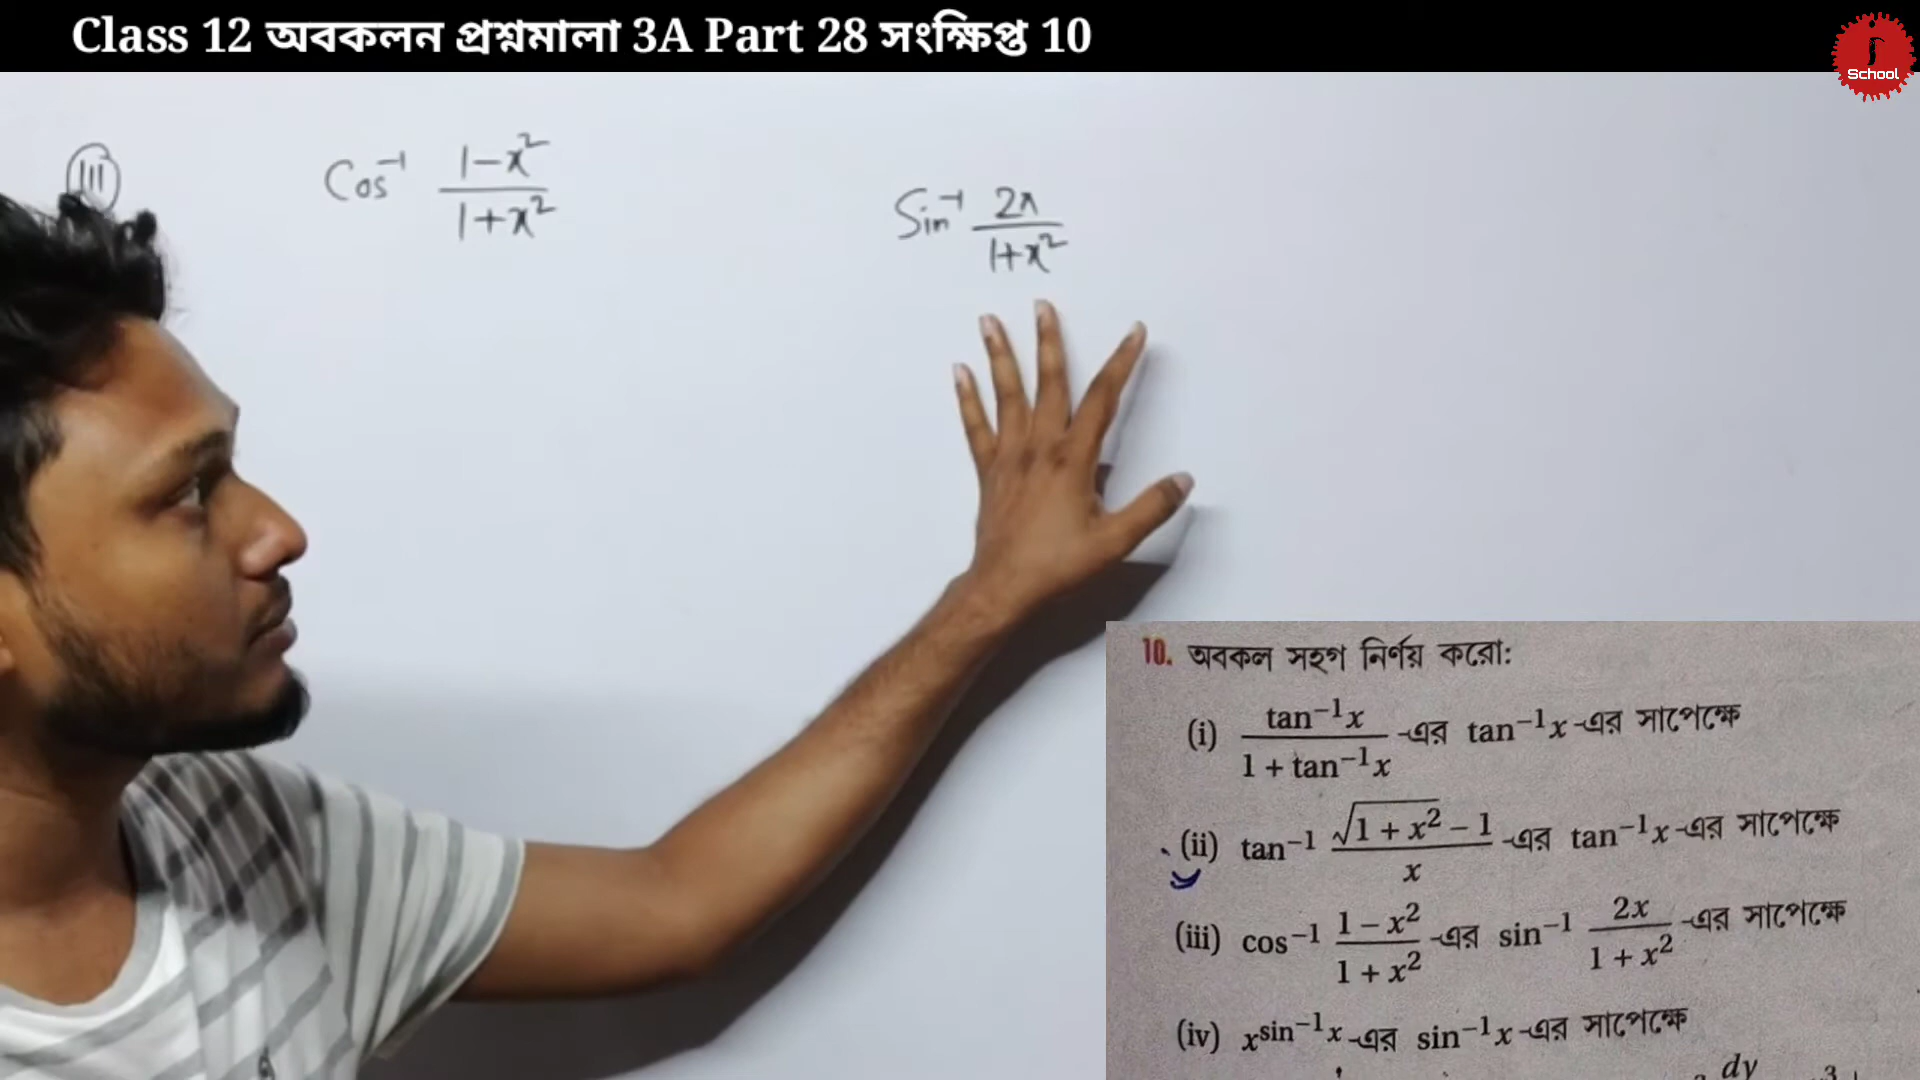 Class 12 অবকলন প্রশ্নমালা 3A Part 28 সংক্ষিপ্ত 10
School
(iii) Cos⁻¹ (1-x²)/(1+x²)
Sin⁻¹ 2x/(1+x²)
10. অবকল সহগ নির্ণয় করো:
(i) (tan⁻¹x)/(1 + tan⁻¹x) -এর tan⁻¹x -এর সাপেক্ষে
(ii) tan⁻¹ (√(1 + x²) - 1)/x -এর tan⁻¹x -এর সাপেক্ষে
(iii) cos⁻¹ (1 - x²)/(1 + x²) -এর sin⁻¹ 2x/(1 + x²) -এর সাপেক্ষে
(iv) x^(sin⁻¹x) -এর sin⁻¹x -এর সাপেক্ষে
dy